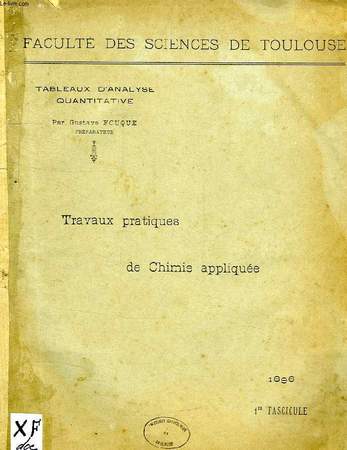 FACULTÉ DES SCIENCES DE TOULOUSE
TABLEAUX D'ANALYSE
QUANTITATIVE
Par Gustave FOUQUE
PRÉPARATEUR
Travaux pratiques
de Chimie appliquée
1896
1er FASCICULE
XF
doc